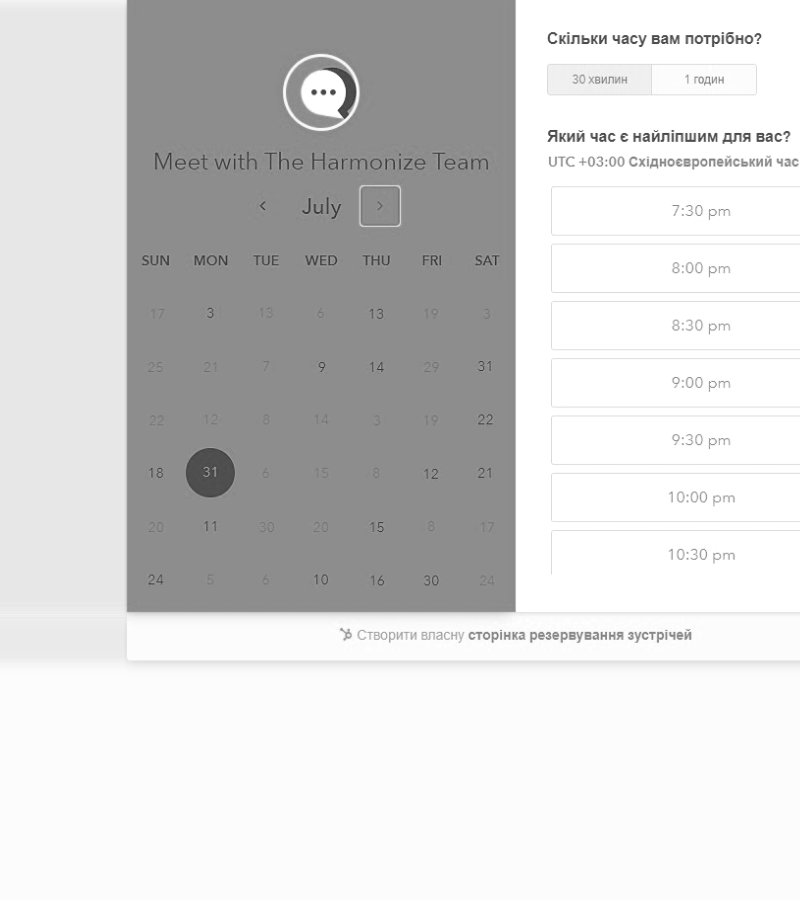 Meet with The Harmonize Team
July
SUN MON TUE WED THU FRI SAT
17 3 13 6 13 19 3
25 21 7 9 14 29 31
22 12 8 14 3 19 22
18 31 6 15 8 12 21
20 11 30 20 15 8 17
24 5 6 10 16 30 24
Скільки часу вам потрібно?
30 хвилин 1 годин
Який час є найліпшим для вас?
UTC +03:00 Східноєвропейський час
7:30 pm
8:00 pm
8:30 pm
9:00 pm
9:30 pm
10:00 pm
10:30 pm
Створити власну сторінка резервування зустрічей